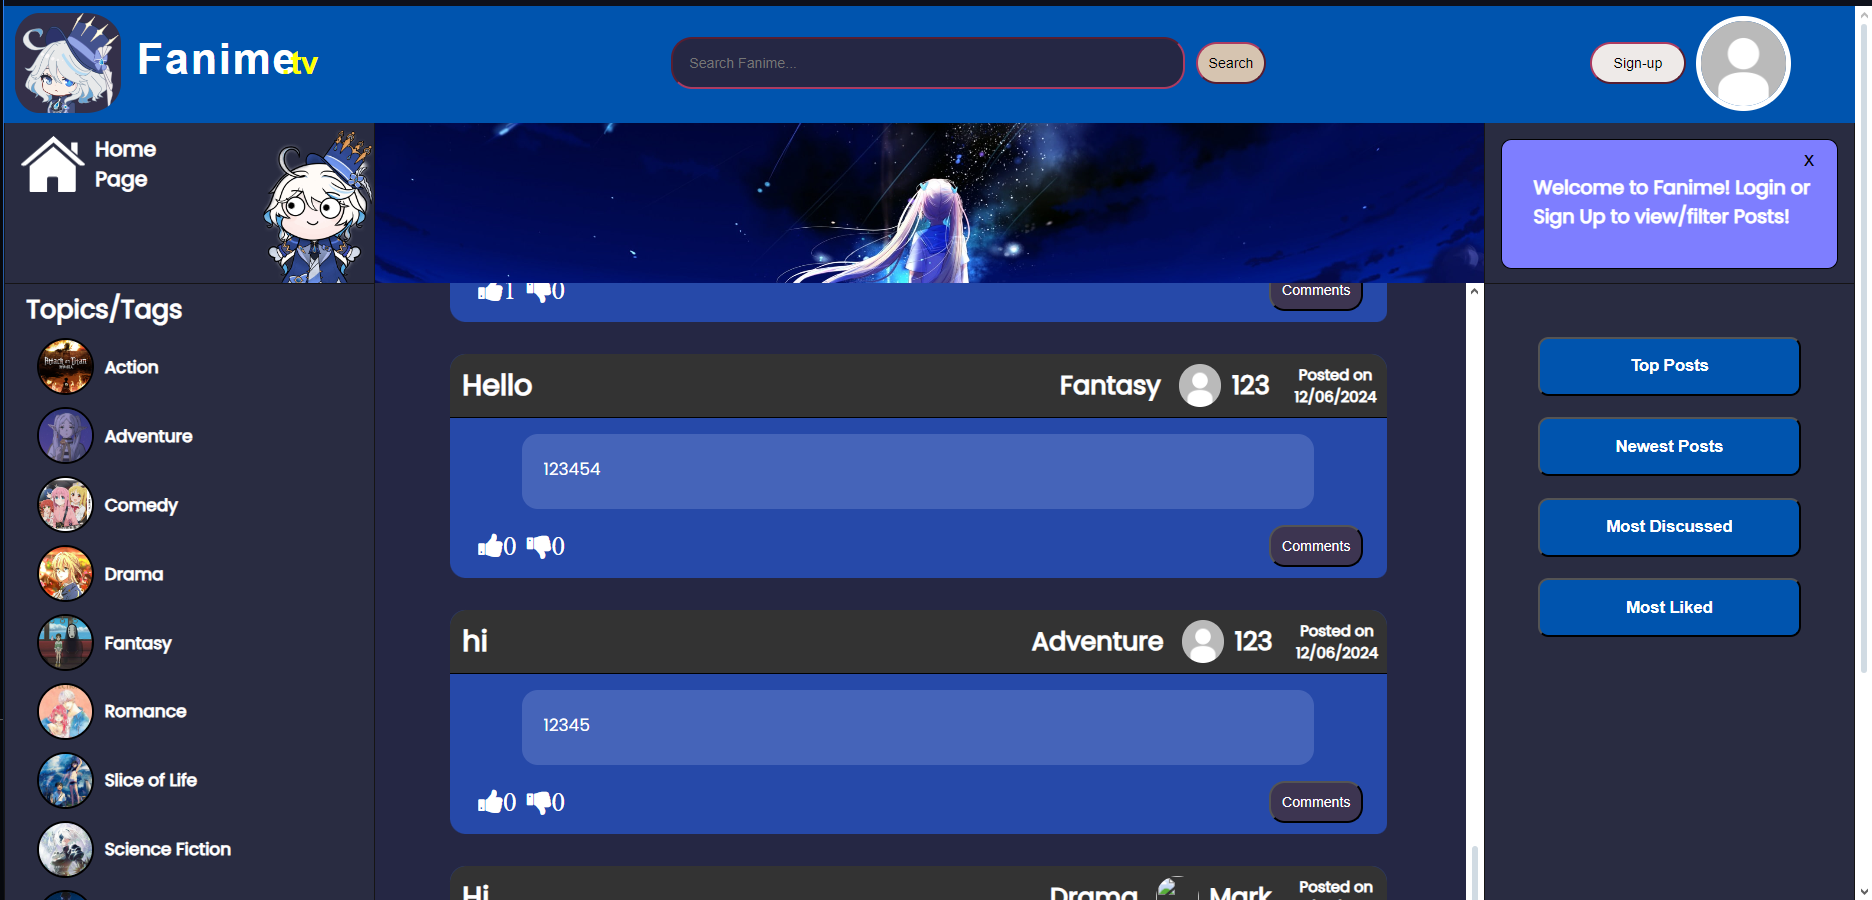 Fanime.tv
Search Fanime...
Search
Sign-up
Home
Page
X
Welcome to Fanime! Login or
Sign Up to view/filter Posts!
Topics/Tags
Action
Adventure
Comedy
Drama
Fantasy
Romance
Slice of Life
Science Fiction
1 0
Comments
Hello
Fantasy
123
Posted on
12/06/2024
123454
0 0
Comments
hi
Adventure
123
Posted on
12/06/2024
12345
0 0
Comments
Hi
Drama
Mark
Posted on
Top Posts
Newest Posts
Most Discussed
Most Liked